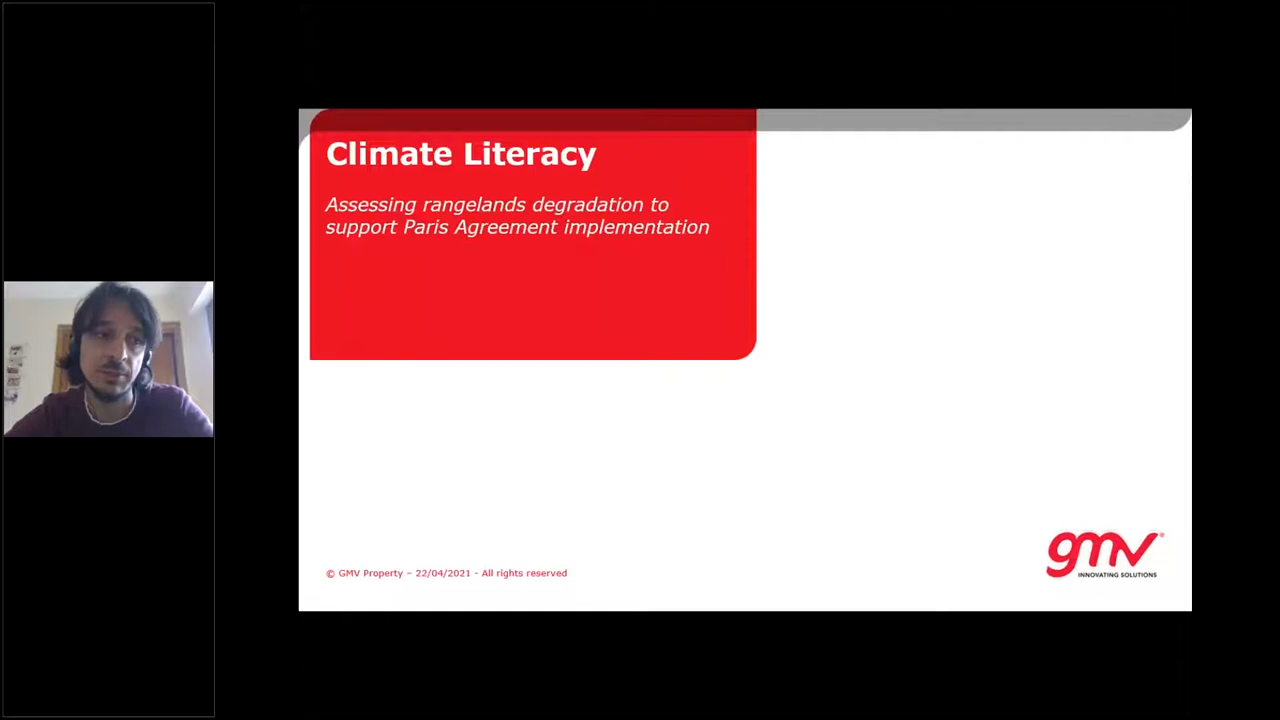 Climate Literacy
Assessing rangelands degradation to
support Paris Agreement implementation
© GMV Property – 22/04/2021 - All rights reserved
gmv®
INNOVATING SOLUTIONS